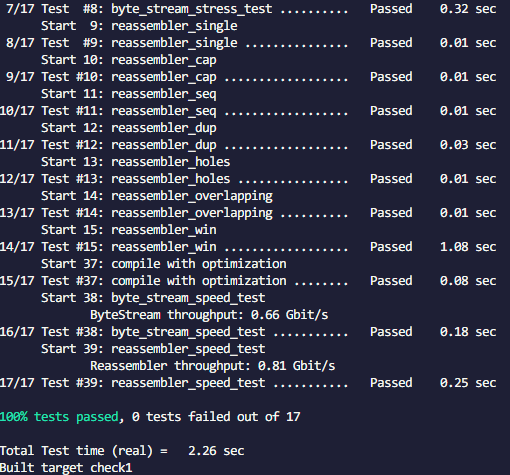 7/17 Test  #8: byte_stream_stress_test ..........   Passed    0.32 sec
Start  9: reassembler_single
8/17 Test  #9: reassembler_single ...............   Passed    0.01 sec
Start 10: reassembler_cap
9/17 Test #10: reassembler_cap ..................   Passed    0.01 sec
Start 11: reassembler_seq
10/17 Test #11: reassembler_seq ..................   Passed    0.01 sec
Start 12: reassembler_dup
11/17 Test #12: reassembler_dup ..................   Passed    0.03 sec
Start 13: reassembler_holes
12/17 Test #13: reassembler_holes ................   Passed    0.01 sec
Start 14: reassembler_overlapping
13/17 Test #14: reassembler_overlapping ..........   Passed    0.01 sec
Start 15: reassembler_win
14/17 Test #15: reassembler_win ..................   Passed    1.08 sec
Start 37: compile with optimization
15/17 Test #37: compile with optimization ........   Passed    0.08 sec
Start 38: byte_stream_speed_test
ByteStream throughput: 0.66 Gbit/s
16/17 Test #38: byte_stream_speed_test ...........   Passed    0.18 sec
Start 39: reassembler_speed_test
Reassembler throughput: 0.81 Gbit/s
17/17 Test #39: reassembler_speed_test ...........   Passed    0.25 sec
100% tests passed, 0 tests failed out of 17
Total Test time (real) =   2.26 sec
Built target check1